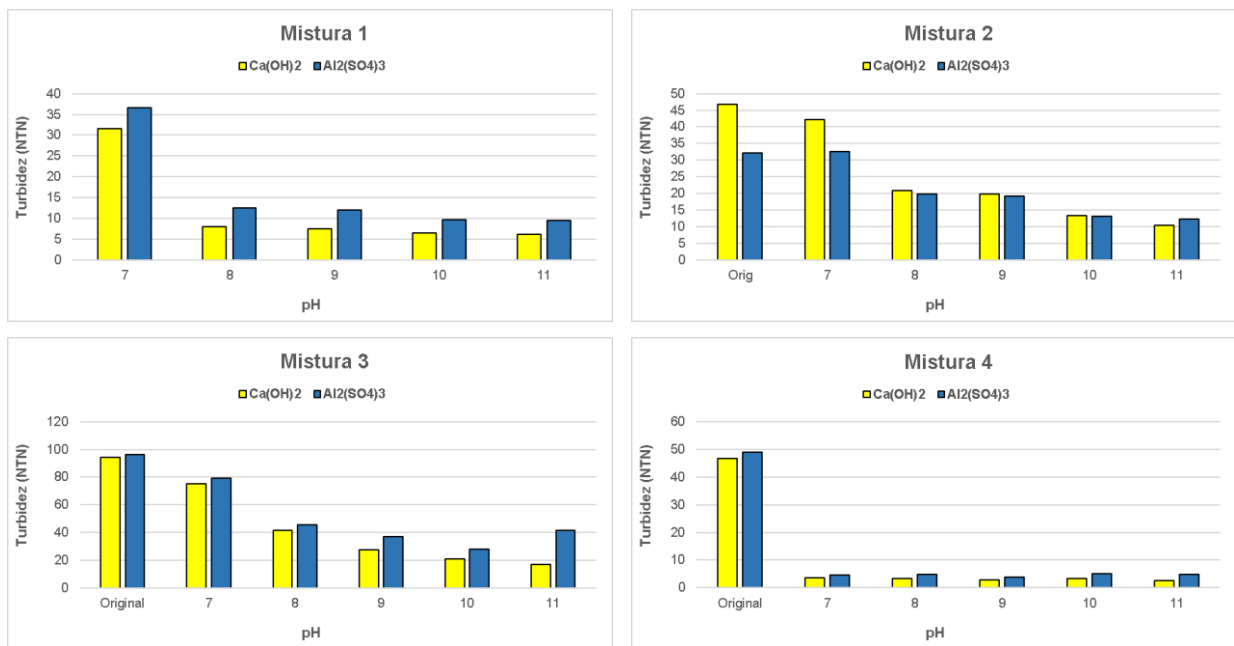 Mistura 1
Ca(OH)2 Al2(SO4)3
Turbidez (NTN)
40
35
30
25
20
15
10
5
0
7 8 9 10 11
pH
Mistura 2
Ca(OH)2 Al2(SO4)3
Turbidez (NTN)
50
45
40
35
30
25
20
15
10
5
0
Orig 7 8 9 10 11
pH
Mistura 3
Ca(OH)2 Al2(SO4)3
Turbidez (NTN)
120
100
80
60
40
20
0
Original 7 8 9 10 11
pH
Mistura 4
Ca(OH)2 Al2(SO4)3
Turbidez (NTN)
60
50
40
30
20
10
0
Original 7 8 9 10 11
pH